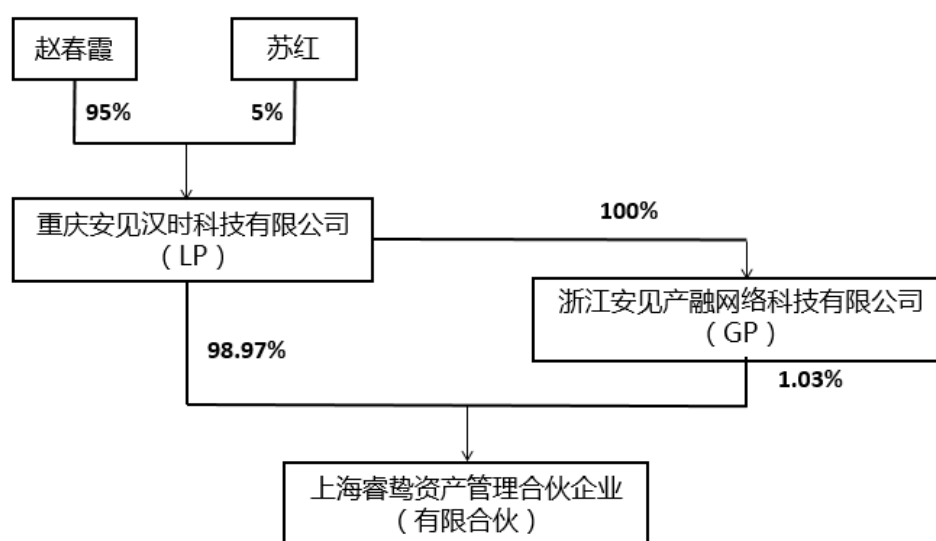 赵春霞
苏红
95%
5%
重庆安见汉时科技有限公司
（LP）
100%
浙江安见产融网络科技有限公司
（GP）
98.97%
1.03%
上海睿鸷资产管理合伙企业
（有限合伙）